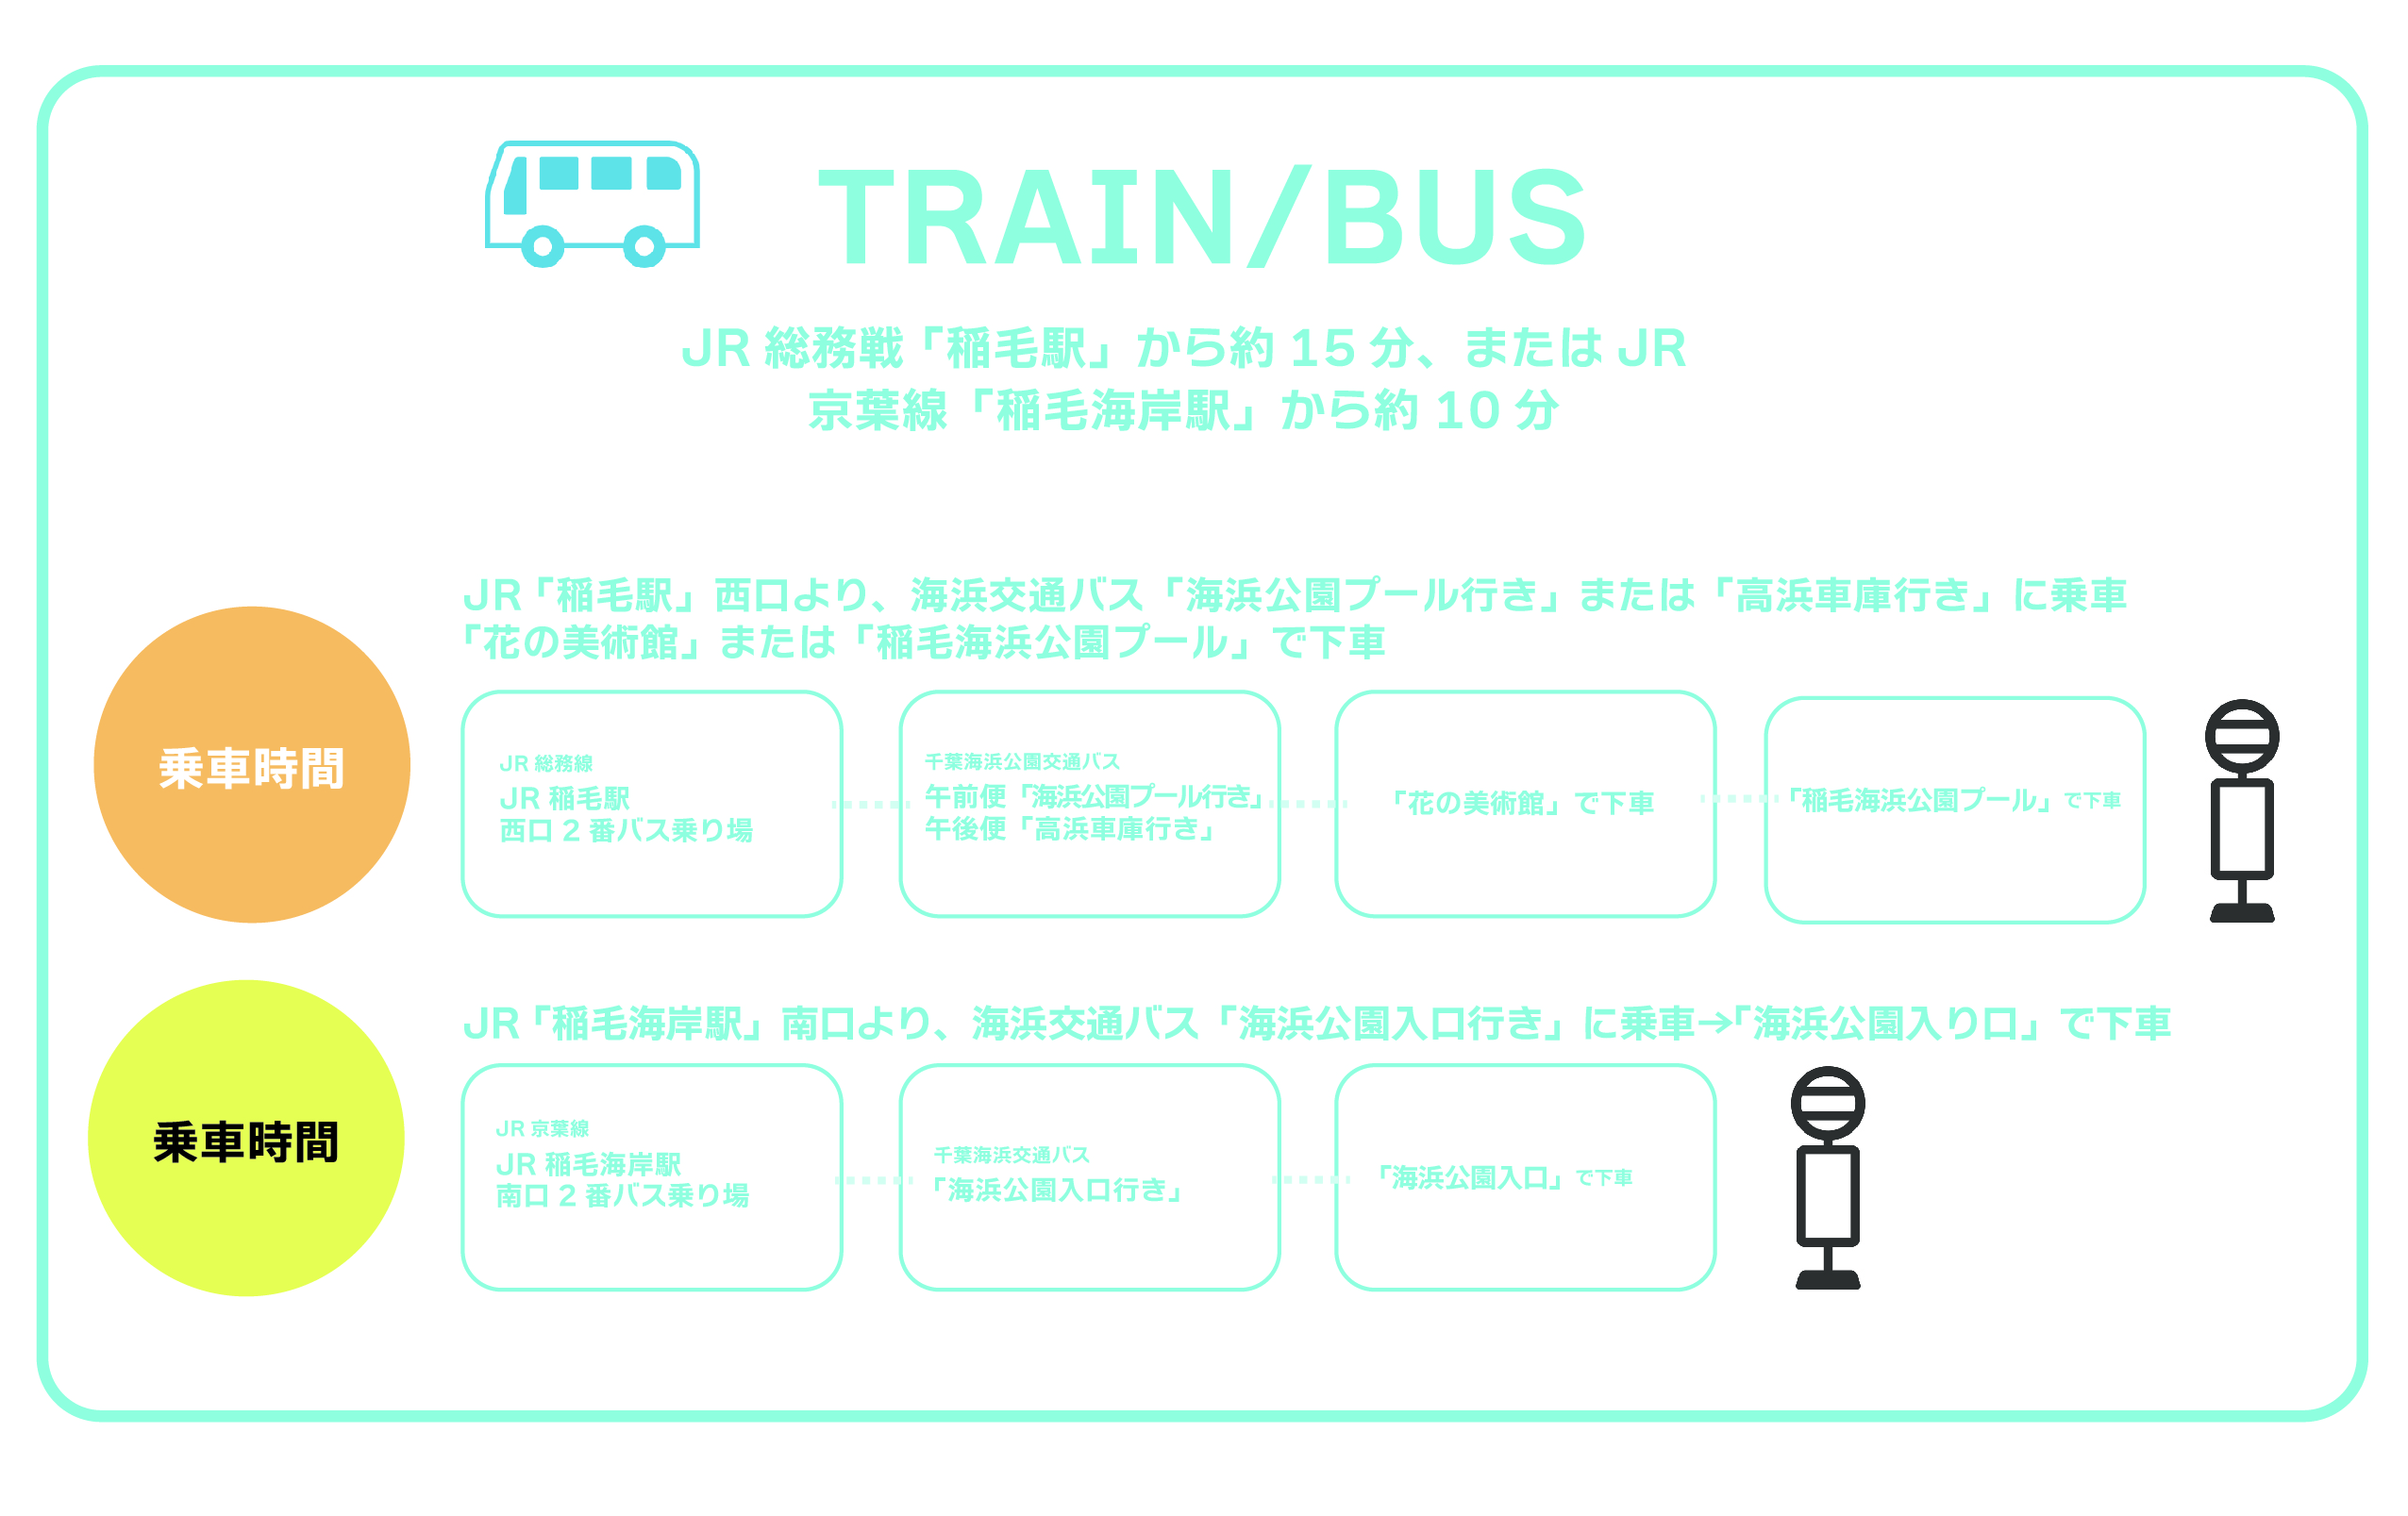 TRAIN/BUS
JR 総務戦「稲毛駅」から約 15 分、またはJR
京葉線「稲毛海岸駅」から約 10 分
JR「稲毛駅」西口より、海浜交通バス「海浜公園プール行き」または「高浜車庫行き」に乗車
「花の美術館」または「稲毛海浜公園プール」で下車
乗車時間
JR 総務線
JR 稲毛駅
西口 2 番バス乗り場
千葉海浜公園交通バス
午前便「海浜公園プール行き」
午後便「高浜車庫行き」
「花の美術館」で下車
「稲毛海浜公園プール」で下車
JR「稲毛海岸駅」南口より、海浜交通バス「海浜公園入口行き」に乗車→「海浜公園入り口」で下車
乗車時間
JR 京葉線
JR 稲毛海岸駅
南口 2 番バス乗り場
千葉海浜交通バス
「海浜公園入口行き」
「海浜公園入口」で下車